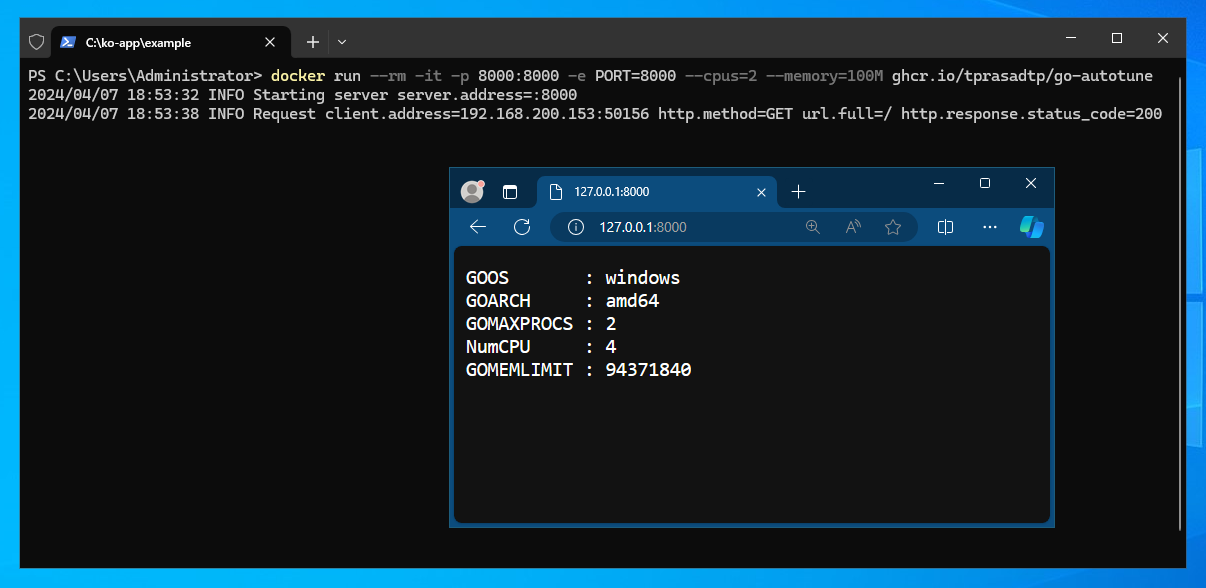 C:\ko-app\example
PS C:\Users\Administrator> docker run --rm -it -p 8000:8000 -e PORT=8000 --cpus=2 --memory=100M ghcr.io/tprasadtp/go-autotune
2024/04/07 18:53:32 INFO Starting server server.address=:8000
2024/04/07 18:53:38 INFO Request client.address=192.168.200.153:50156 http.method=GET url.full=/ http.response.status_code=200
127.0.0.1:8000
127.0.0.1:8000
GOOS       : windows
GOARCH     : amd64
GOMAXPROCS : 2
NumCPU     : 4
GOMEMLIMIT : 94371840